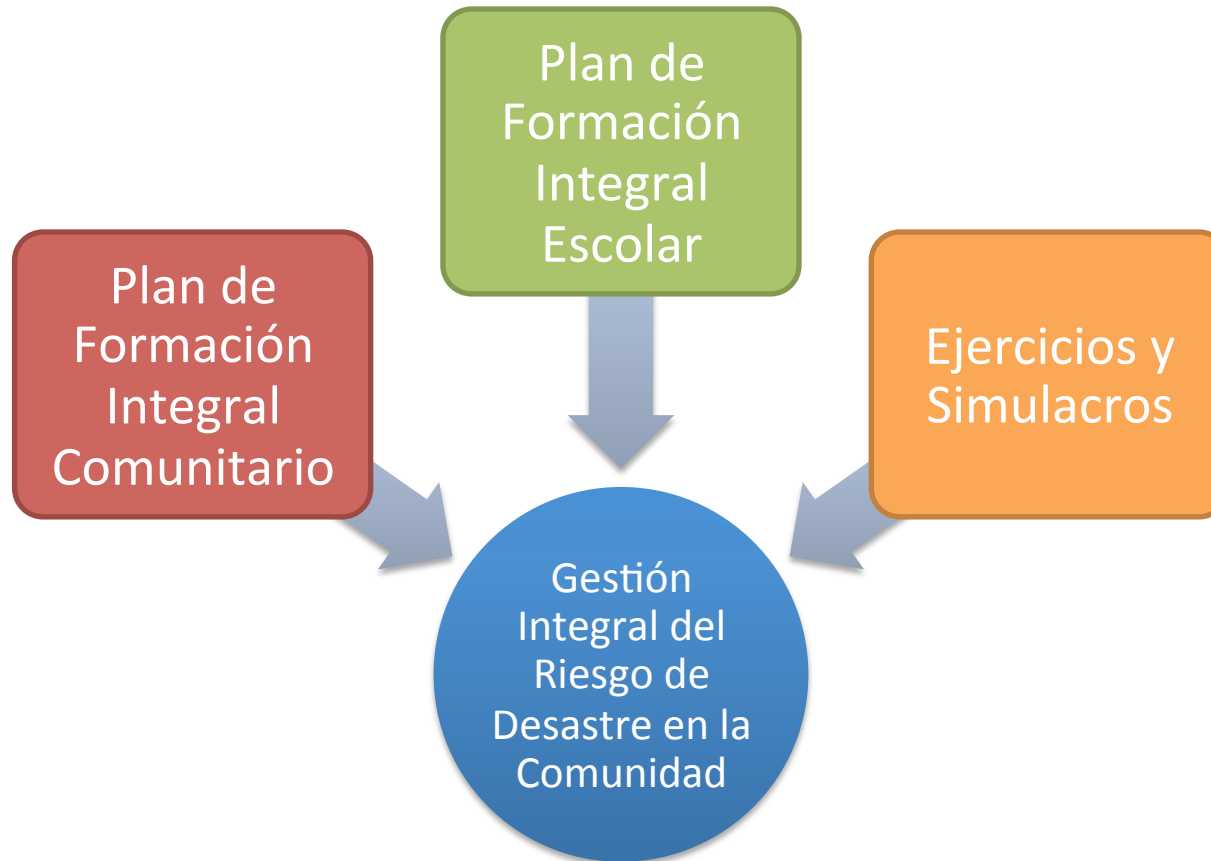 Plan de
Formación
Integral
Escolar
Plan de
Formación
Integral
Comunitario
Ejercicios y
Simulacros
Gestión
Integral del
Riesgo de
Desastre en la
Comunidad